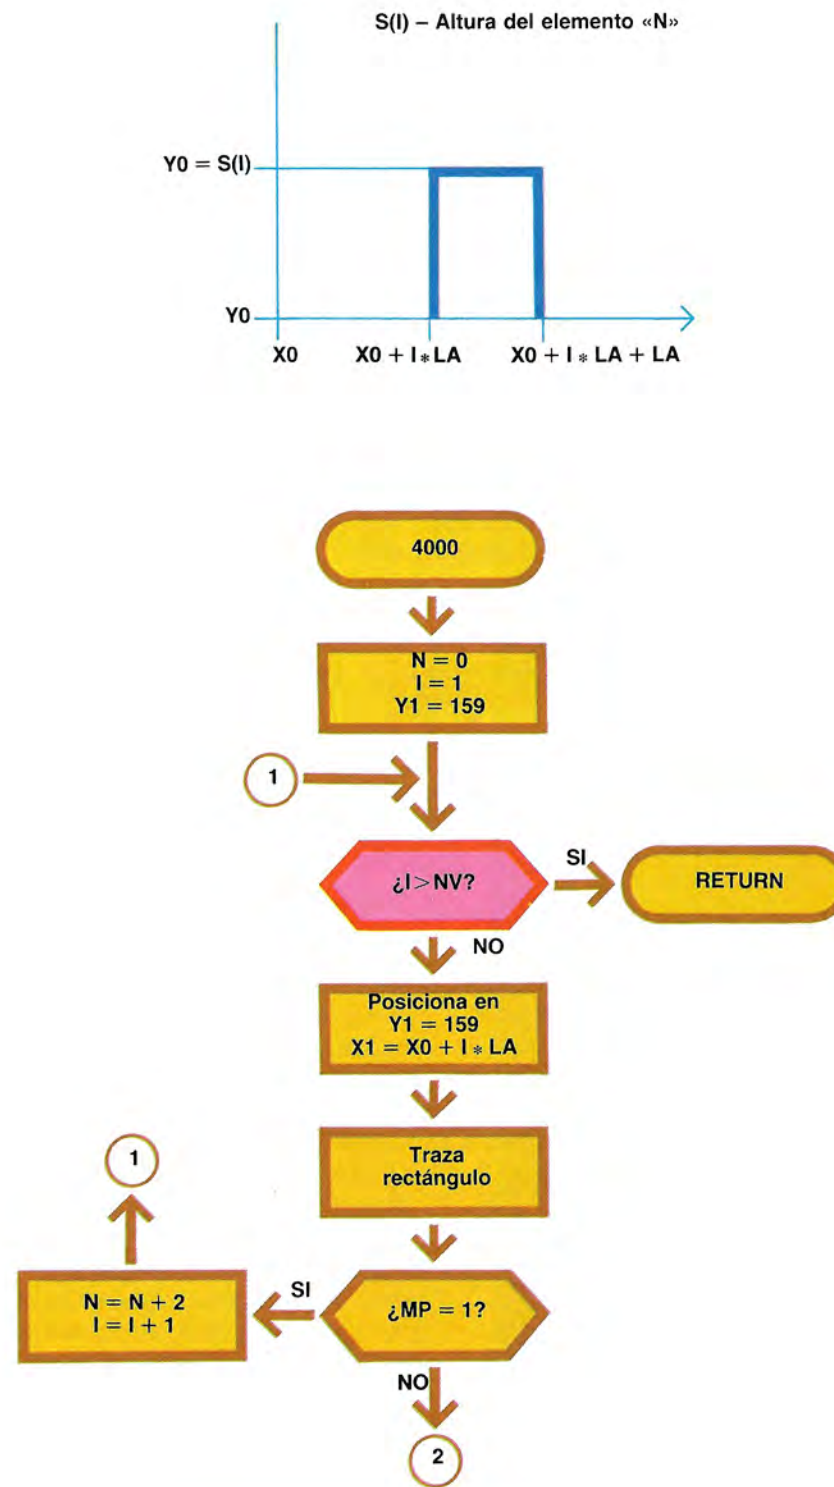 S(I) – Altura del elemento «N»
Y0 = S(I)
Y0
X0
X0 + I * LA
X0 + I * LA + LA
4000
N = 0
I = 1
Y1 = 159
1
¿I > NV?
SI
RETURN
NO
Posiciona en
Y1 = 159
X1 = X0 + I * LA
Traza
rectángulo
1
¿MP = 1?
SI
N = N + 2
I = I + 1
NO
2